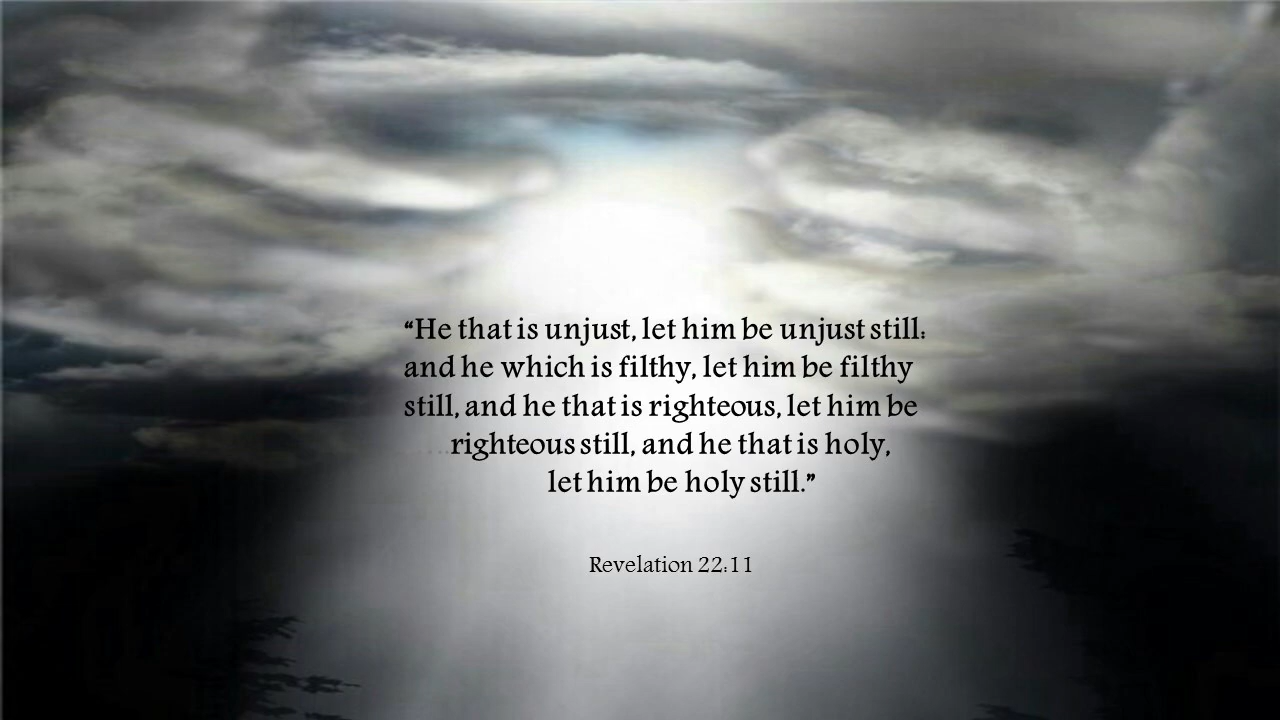 “He that is unjust, let him be unjust still:
and he which is filthy, let him be filthy
still, and he that is righteous, let him be
.....righteous still, and he that is holy,
let him be holy still.”
Revelation 22:11